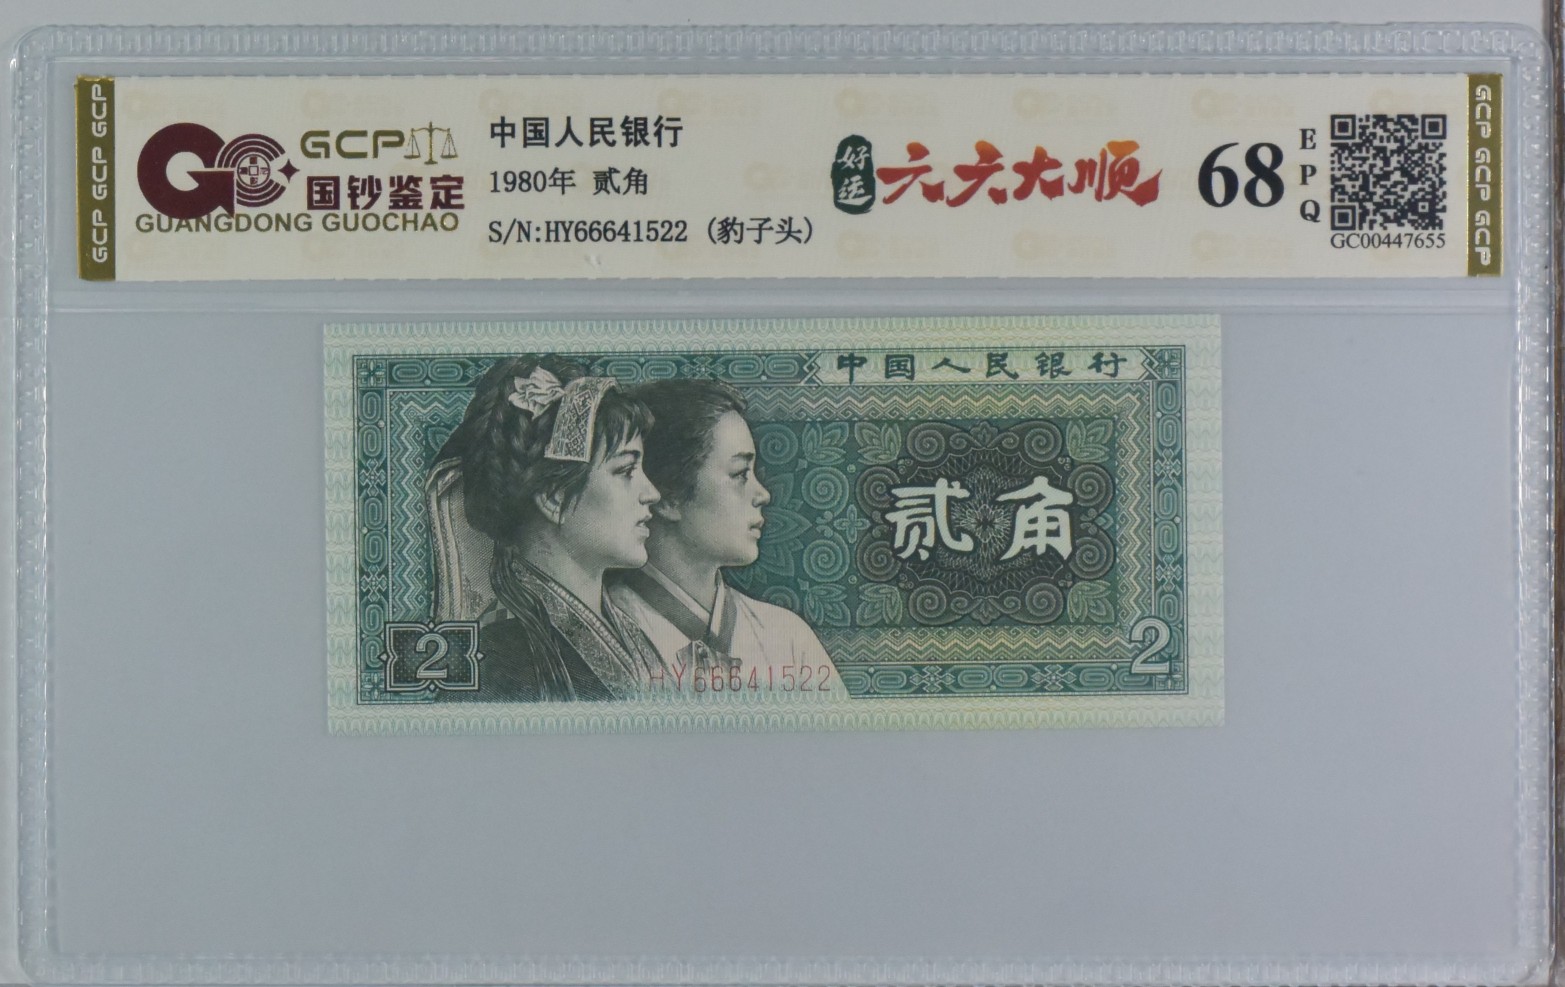 GCP GCP GCP
GCP
国钞鉴定
GUANGDONG GUOCHAO
中国人民银行
1980年 贰角
S/N:HY66641522 (豹子头)
好运
六六大顺
68
EPQ
GC00447655
GCP GCP GCP
中国人民银行
贰角
2
2
HY66641522